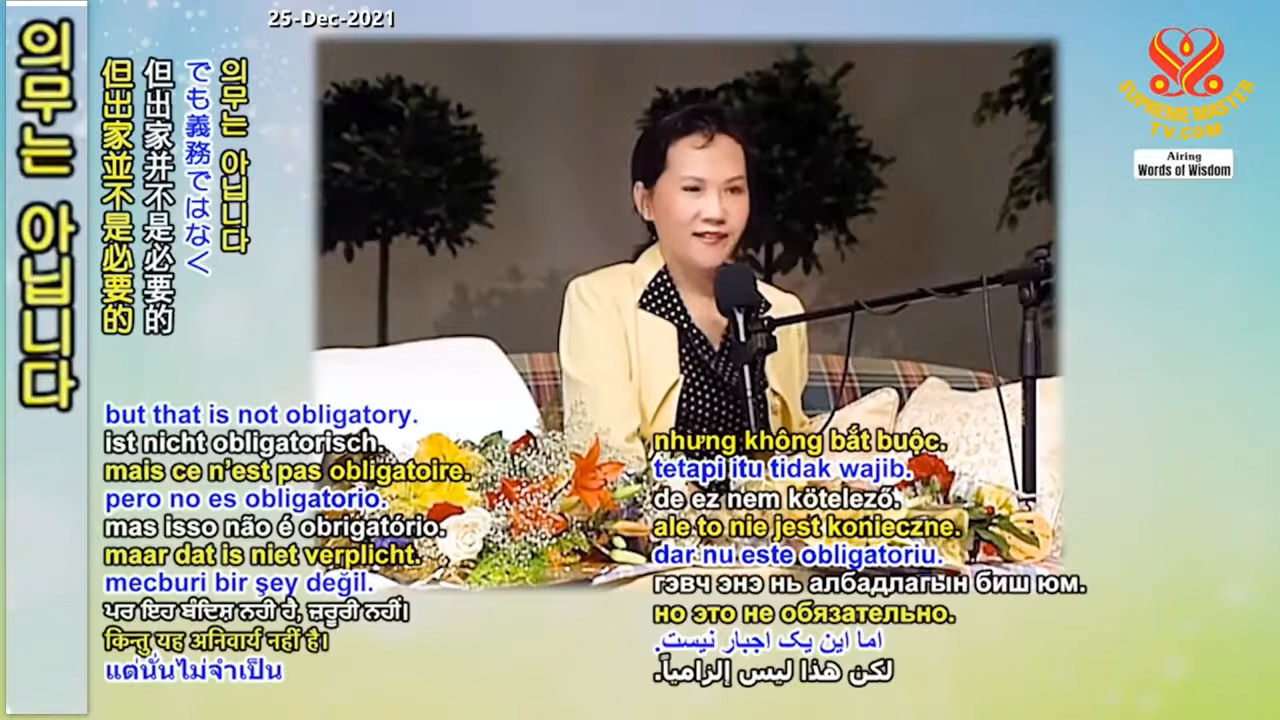 25-Dec-2021
의무는 아닙니다
의무는 아닙니다
でも義務ではなく
但出家并不是必要的
但出家並不是必要的
SUPREME MASTER
TV.COM
Airing
Words of Wisdom
but that is not obligatory.
ist nicht obligatorisch.
mais ce n’est pas obligatoire.
pero no es obligatorio.
mas isso não é obrigatório.
maar dat is niet verplicht.
mecburi bir şey değil.
ਪਰ ਇਹ ਬੰਦਿਸ਼ ਨਹੀ ਹੈ, ਜ਼ਰੂਰੀ ਨਹੀਂ।
किन्तु यह अनिवार्य नहीं है।
แต่นั่นไม่จำเป็น
nhưng không bắt buộc.
tetapi itu tidak wajib.
de ez nem kötelező.
ale to nie jest konieczne.
dar nu este obligatoriu.
гэвч энэ нь албадлагын биш юм.
но это не обязательно.
اما این یک اجبار نیست.
لكن هذا ليس إلزامياً.